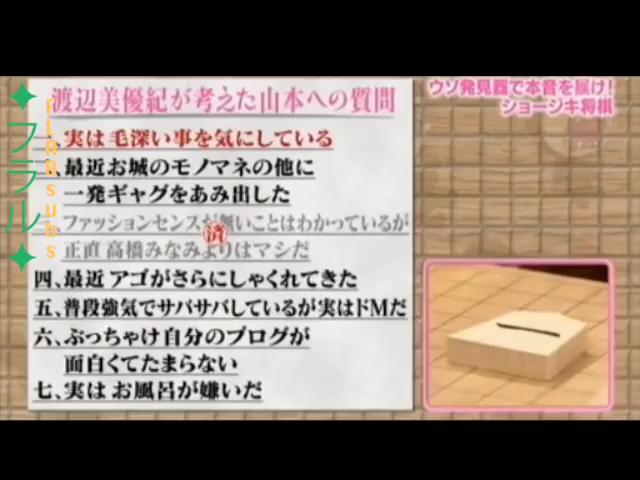 渡辺美優紀が考えた山本への質問
ウソ発見器で本音を暴け!
ショージキ将棋
一、実は毛深い事を気にしている
二、最近お城のモノマネの他に
一発ギャグをあみ出した
ファッションセンスが無いことはわかっているが
正直 高橋みなみよりはマシだ
済
四、最近 アゴがさらにしゃくれてきた
五、普段強気でサバサバしているが実はドMだ
六、ぶっちゃけ自分のブログが
面白くてたまらない
七、実は お風呂が嫌いだ
✦フラル✦
FlARsubs